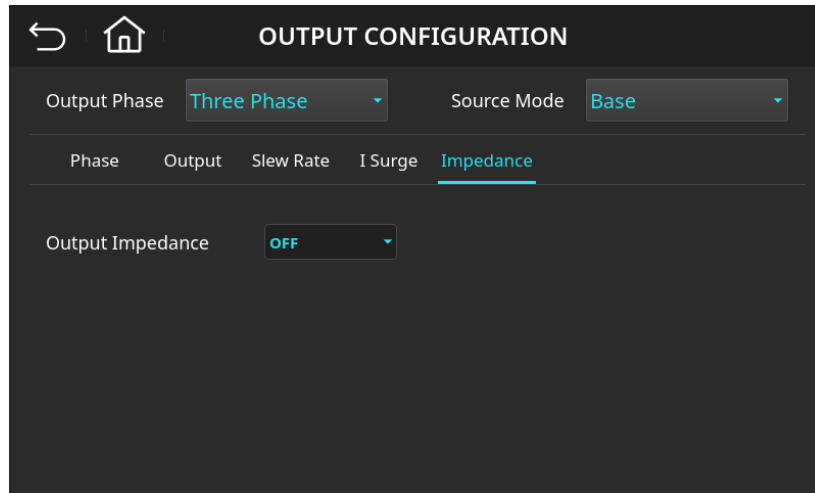 OUTPUT CONFIGURATION
Output Phase Three Phase Source Mode Base
Phase Output Slew Rate I Surge Impedance
Output Impedance OFF